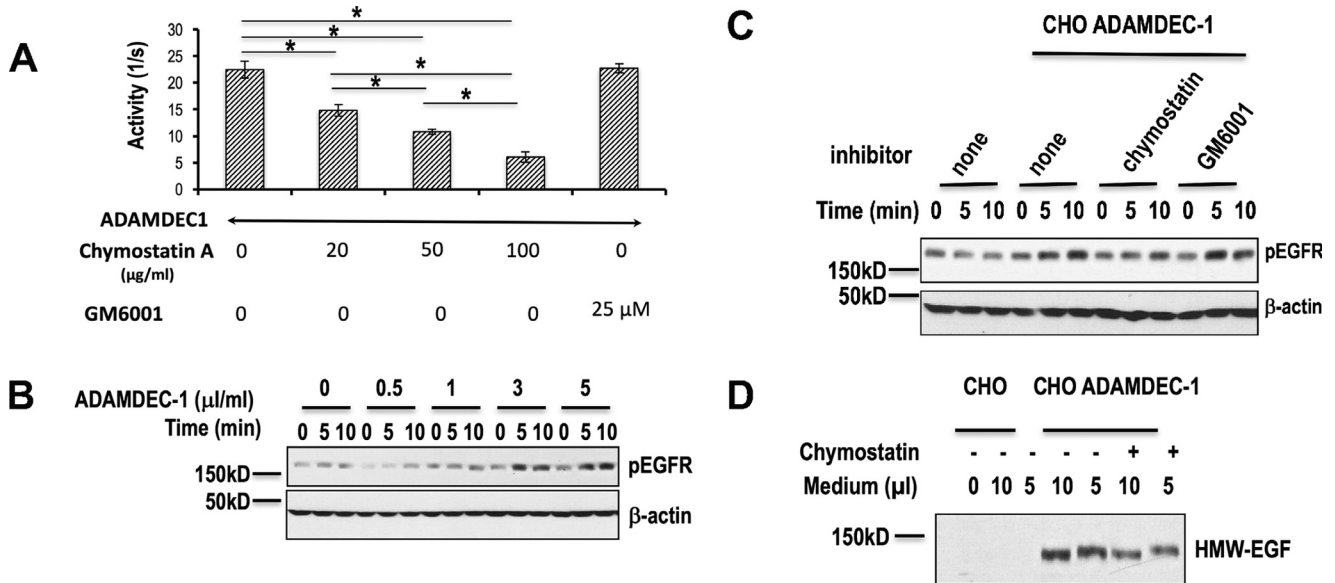 A
Activity (1/s)
30
25
20
15
10
5
0
* * * * * *
ADAMDEC1
Chymostatin A 0 20 50 100 0
(µg/ml)
GM6001 0 0 0 0 25 µM
B
ADAMDEC-1 (µl/ml) 0 0.5 1 3 5
Time (min) 0 5 10 0 5 10 0 5 10 0 5 10 0 5 10
150kD pEGFR
50kD β-actin
C
CHO ADAMDEC-1
inhibitor none none chymostatin GM6001
Time (min) 0 5 10 0 5 10 0 5 10 0 5 10
150kD pEGFR
50kD β-actin
D
CHO CHO ADAMDEC-1
Chymostatin - - - - - + +
Medium (µl) 0 10 5 10 5 10 5
150kD HMW-EGF